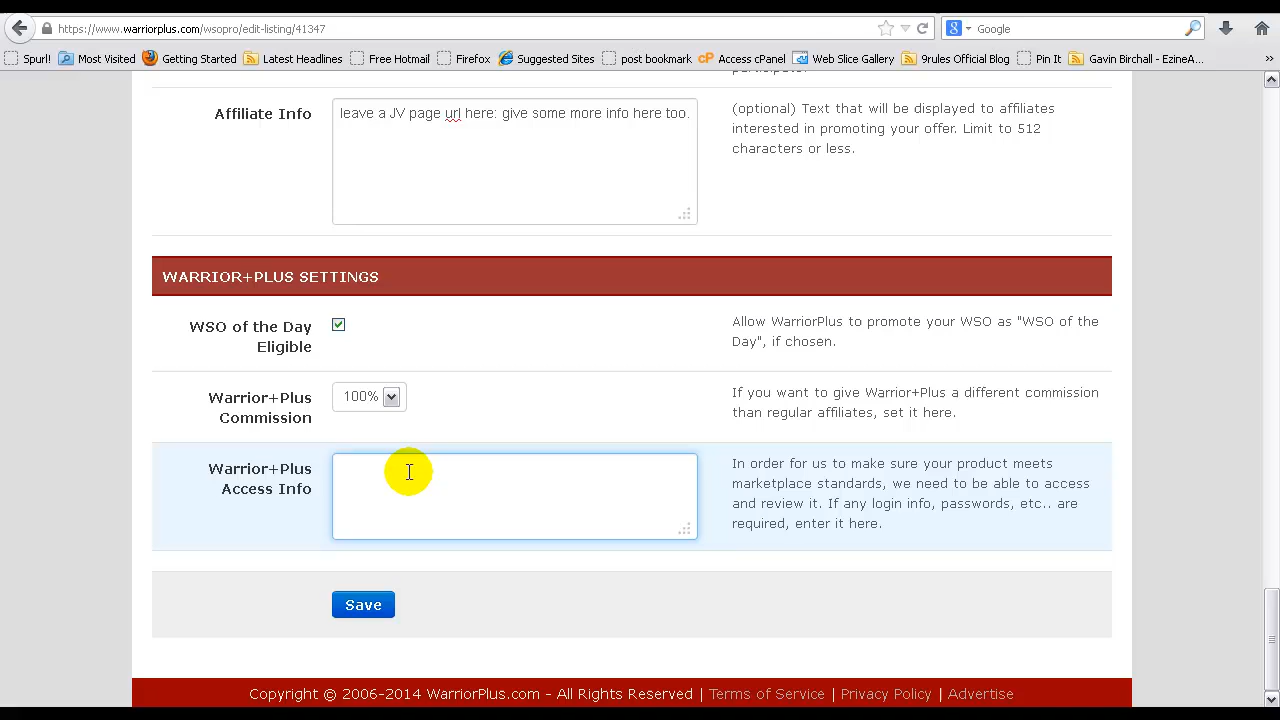 https://www.warriorplus.com/wsopro/edit-listing/41347
Google
Spurl!
Most Visited
Getting Started
Latest Headlines
Free Hotmail
Firefox
Suggested Sites
post bookmark
cP Access cPanel
Web Slice Gallery
9rules Official Blog
Pin It
Gavin Birchall - EzineA...
»
Affiliate Info
leave a JV page url here: give some more info here too.
(optional) Text that will be displayed to affiliates
interested in promoting your offer. Limit to 512
characters or less.
WARRIOR+PLUS SETTINGS
WSO of the Day
Eligible
Allow WarriorPlus to promote your WSO as "WSO of the
Day", if chosen.
Warrior+Plus
Commission
100%
If you want to give Warrior+Plus a different commission
than regular affiliates, set it here.
Warrior+Plus
Access Info
In order for us to make sure your product meets
marketplace standards, we need to be able to access
and review it. If any login info, passwords, etc.. are
required, enter it here.
Save
Copyright © 2006-2014 WarriorPlus.com - All Rights Reserved | Terms of Service | Privacy Policy | Advertise